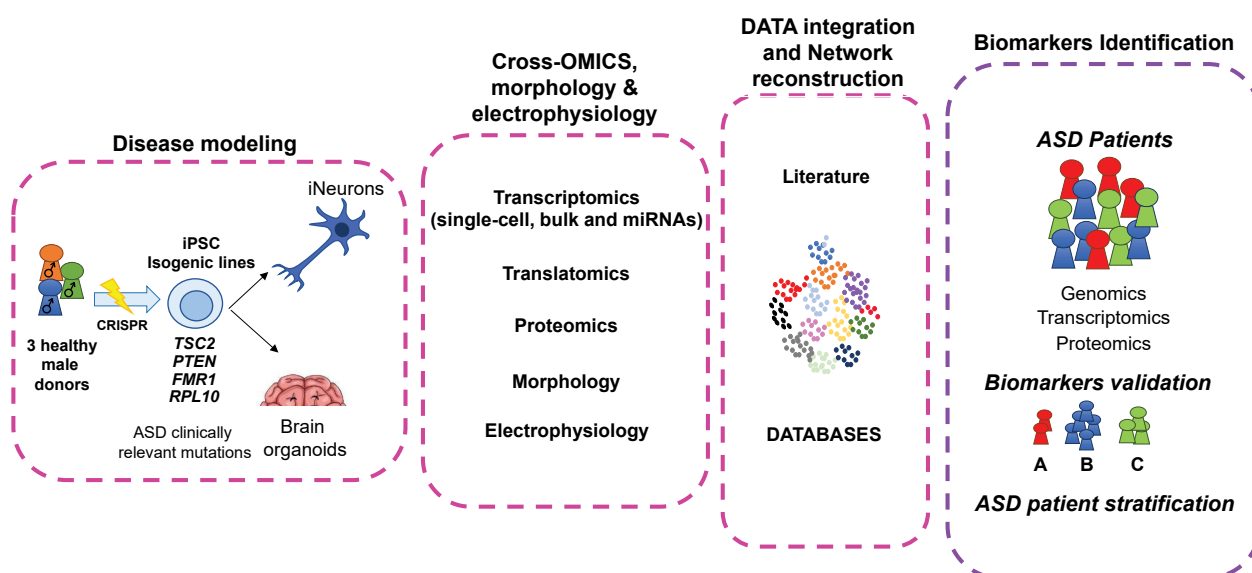 Disease modeling
iNeurons
iPSC
Isogenic lines
CRISPR
3 healthy
male
donors
TSC2
PTEN
FMR1
RPL10
ASD clinically
relevant mutations
Brain
organoids
Cross-OMICS,
morphology &
electrophysiology
Transcriptomics
(single-cell, bulk and miRNAs)
Translatomics
Proteomics
Morphology
Electrophysiology
DATA integration
and Network
reconstruction
Literature
DATABASES
Biomarkers Identification
ASD Patients
Genomics
Transcriptomics
Proteomics
Biomarkers validation
A B C
ASD patient stratification